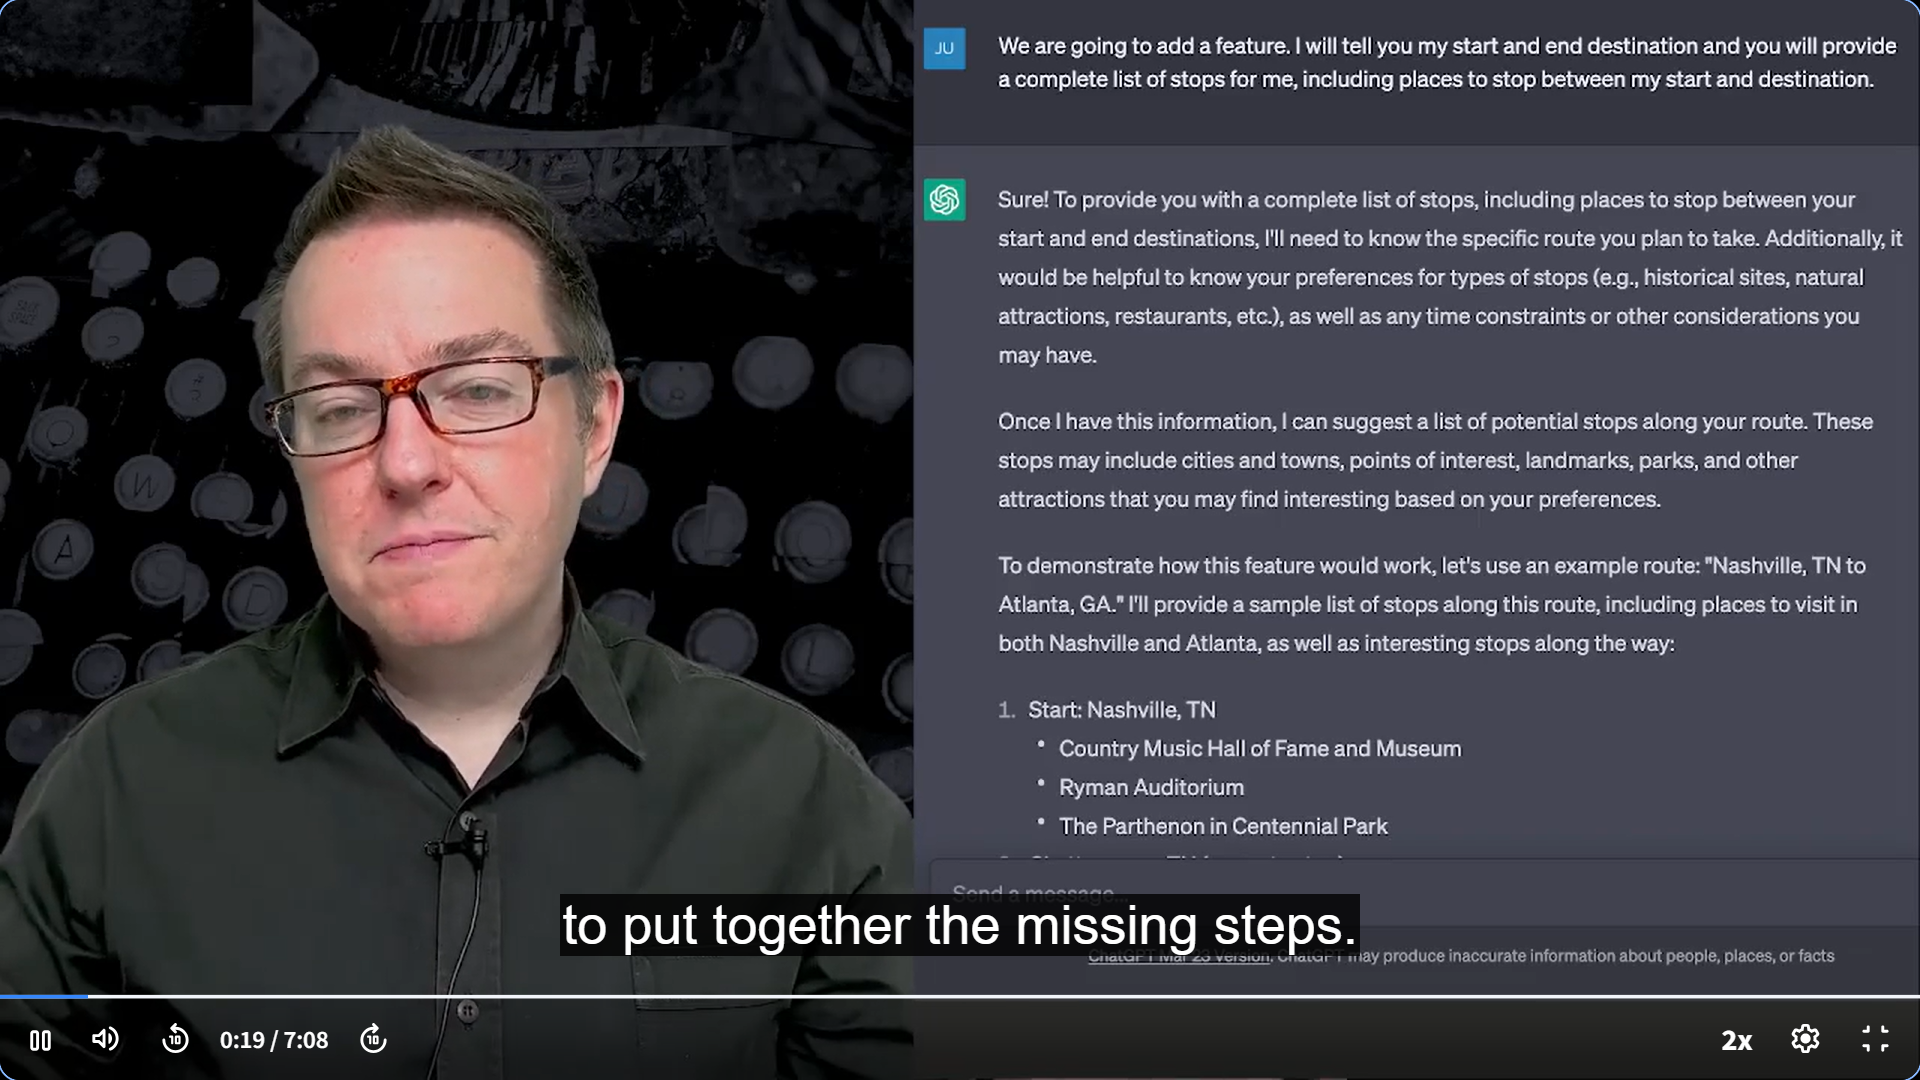 JU
We are going to add a feature. I will tell you my start and end destination and you will provide
a complete list of stops for me, including places to stop between my start and destination.
Sure! To provide you with a complete list of stops, including places to stop between your
start and end destinations, I'll need to know the specific route you plan to take. Additionally, it
would be helpful to know your preferences for types of stops (e.g., historical sites, natural
attractions, restaurants, etc.), as well as any time constraints or other considerations you
may have.
Once I have this information, I can suggest a list of potential stops along your route. These
stops may include cities and towns, points of interest, landmarks, parks, and other
attractions that you may find interesting based on your preferences.
To demonstrate how this feature would work, let's use an example route: "Nashville, TN to
Atlanta, GA." I'll provide a sample list of stops along this route, including places to visit in
both Nashville and Atlanta, as well as interesting stops along the way:
1. Start: Nashville, TN
• Country Music Hall of Fame and Museum
• Ryman Auditorium
• The Parthenon in Centennial Park
Send a message...
to put together the missing steps.
ChatGPT Mar 23 Version. ChatGPT may produce inaccurate information about people, places, or facts
0:19 / 7:08
2x
10
10
W
A
S
D